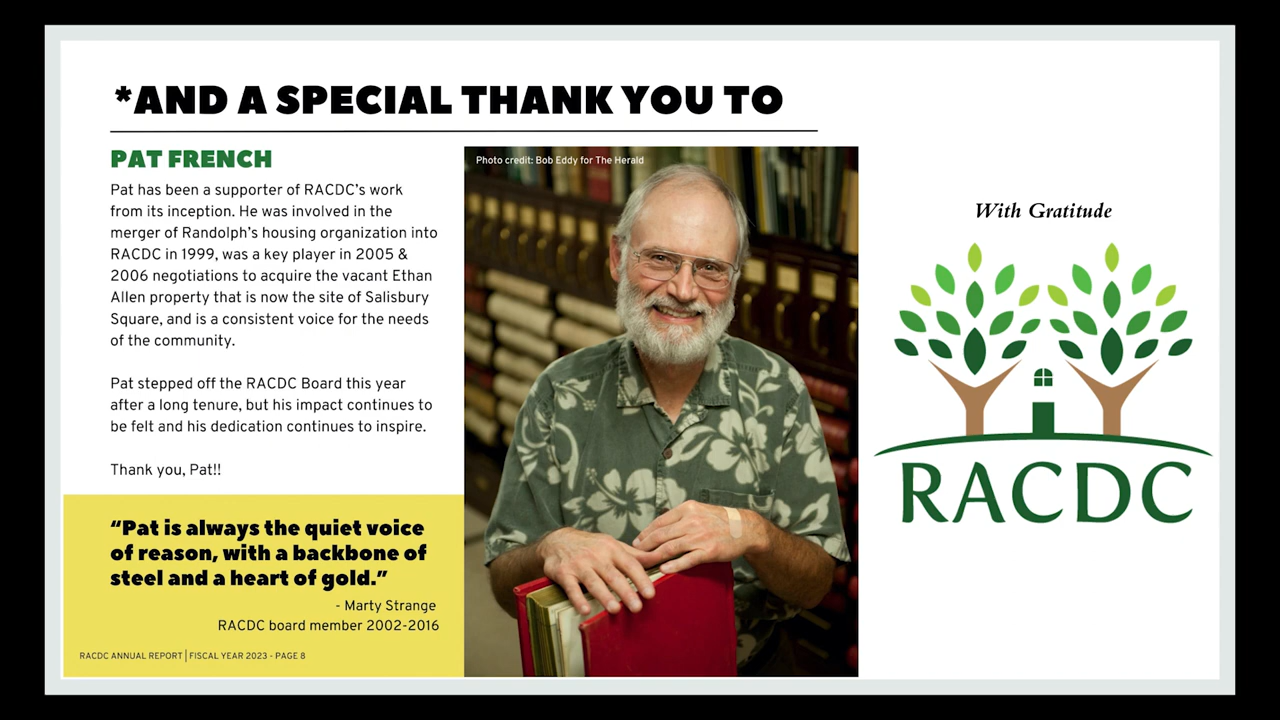 *AND A SPECIAL THANK YOU TO
PAT FRENCH
Pat has been a supporter of RACDC's work
from its inception. He was involved in the
merger of Randolph's housing organization into
RACDC in 1999, was a key player in 2005 &
2006 negotiations to acquire the vacant Ethan
Allen property that is now the site of Salisbury
Square, and is a consistent voice for the needs
of the community.
Pat stepped off the RACDC Board this year
after a long tenure, but his impact continues to
be felt and his dedication continues to inspire.
Thank you, Pat!!
“Pat is always the quiet voice
of reason, with a backbone of
steel and a heart of gold.”
- Marty Strange
RACDC board member 2002-2016
RACDC ANNUAL REPORT | FISCAL YEAR 2023 - PAGE 8
Photo credit: Bob Eddy for The Herald
With Gratitude
RACDC